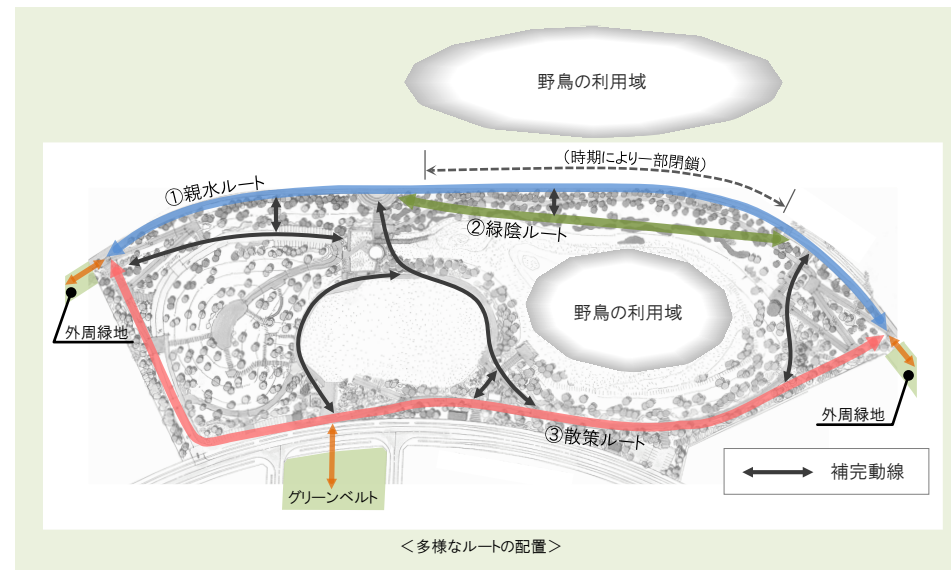 野鳥の利用域
（時期により一部閉鎖）
①親水ルート
②緑陰ルート
野鳥の利用域
外周緑地
外周緑地
③散策ルート
補完動線
グリーンベルト
＜多様なルートの配置＞